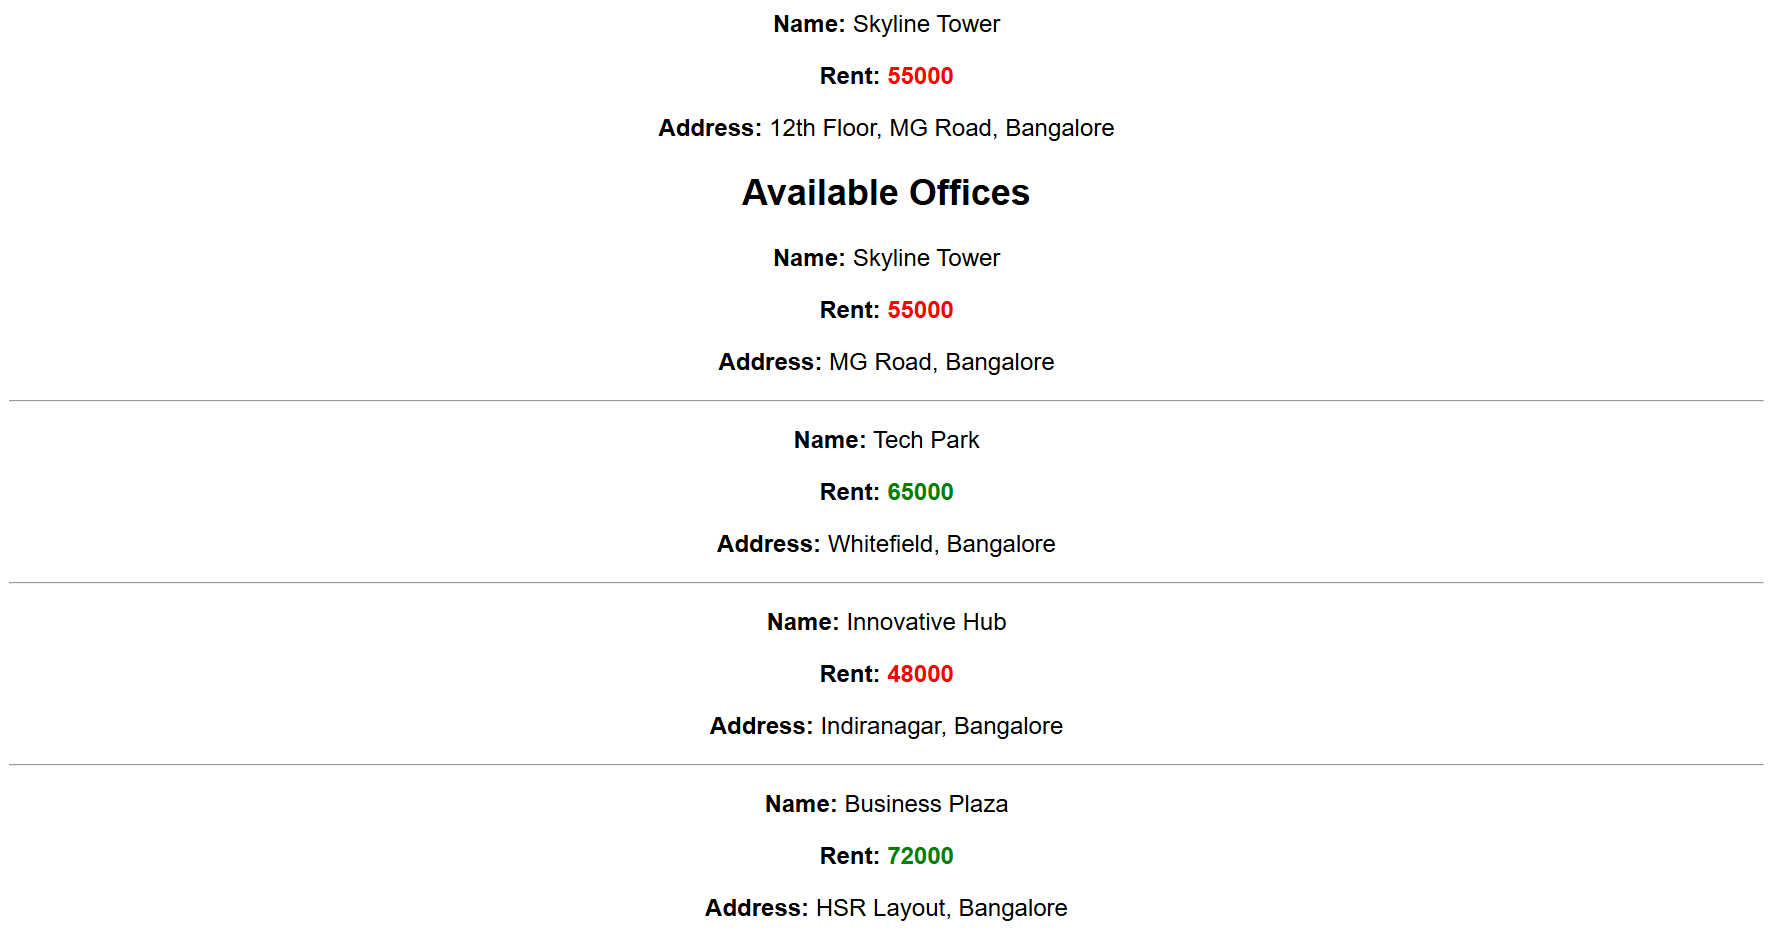 Name: Skyline Tower
Rent: 55000
Address: 12th Floor, MG Road, Bangalore
Available Offices
Name: Skyline Tower
Rent: 55000
Address: MG Road, Bangalore
Name: Tech Park
Rent: 65000
Address: Whitefield, Bangalore
Name: Innovative Hub
Rent: 48000
Address: Indiranagar, Bangalore
Name: Business Plaza
Rent: 72000
Address: HSR Layout, Bangalore